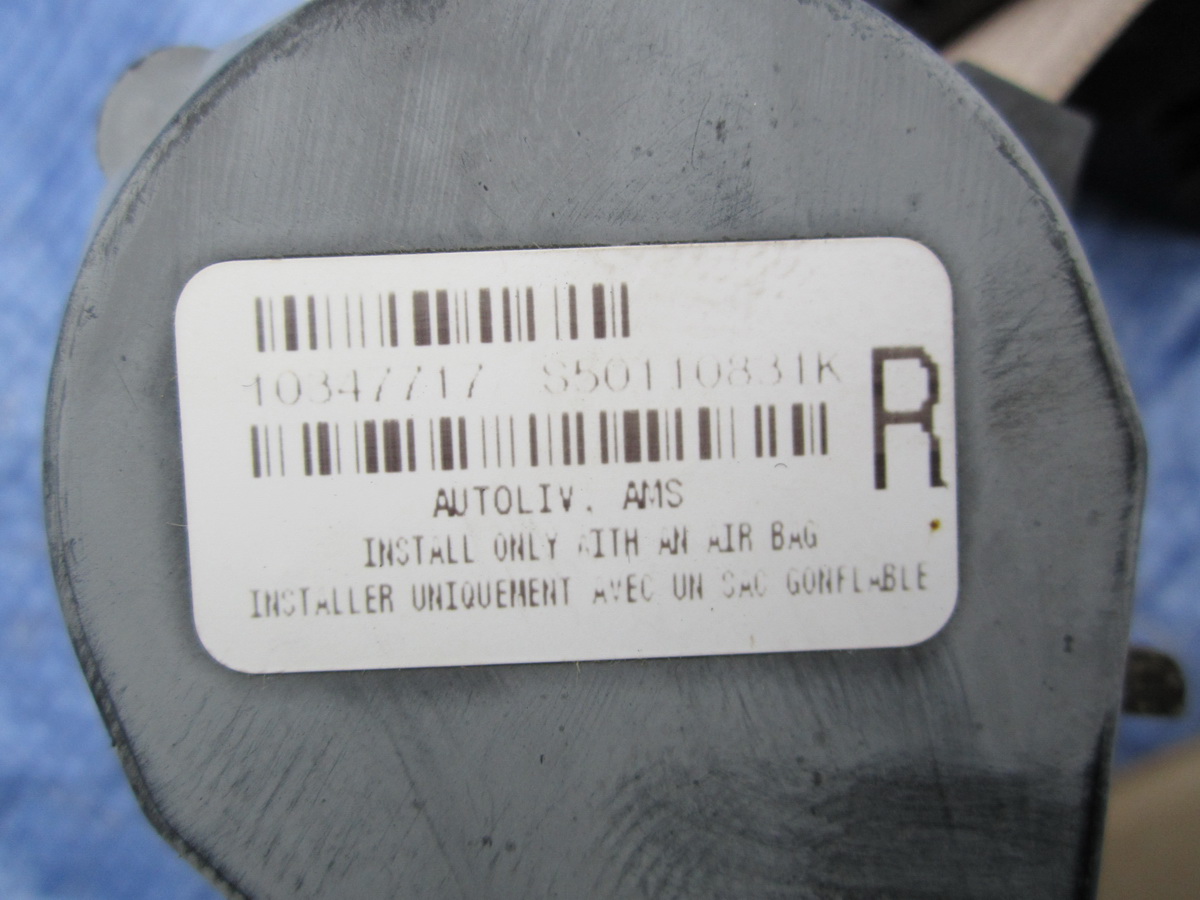 10347717 S50110831K
R
AUTOLIV. AMS
INSTALL ONLY WITH AN AIR BAG
INSTALLER UNIQUEMENT AVEC UN SAC GONFLABLE